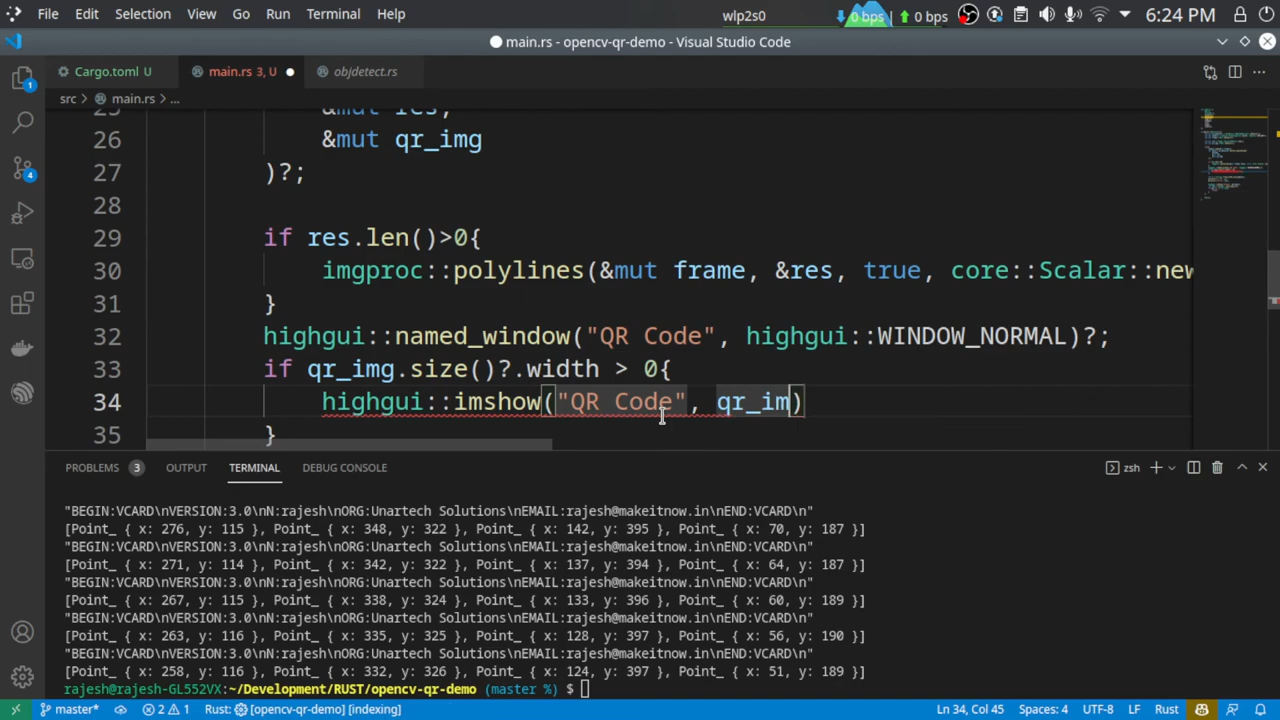 File Edit Selection View Go Run Terminal Help wlp2s0 0 bps 0 bps 6:24 PM
main.rs - opencv-qr-demo - Visual Studio Code
Cargo.toml U main.rs 3, U objdetect.rs
src > main.rs > ...
25 &mut res,
26 &mut qr_img
27 )?;
28
29 if res.len()>0{
30 imgproc::polylines(&mut frame, &res, true, core::Scalar::new
31 }
32 highgui::named_window("QR Code", highgui::WINDOW_NORMAL)?;
33 if qr_img.size()?.width > 0{
34 highgui::imshow("QR Code", qr_im)
35 }
PROBLEMS 3 OUTPUT TERMINAL DEBUG CONSOLE zsh
"BEGIN:VCARD\nVERSION:3.0\nN:rajesh\nORG:Unartech Solutions\nEMAIL:rajesh@makeitnow.in\nEND:VCARD\n"
[Point_ { x: 276, y: 115 }, Point_ { x: 348, y: 322 }, Point_ { x: 142, y: 395 }, Point_ { x: 70, y: 187 }]
"BEGIN:VCARD\nVERSION:3.0\nN:rajesh\nORG:Unartech Solutions\nEMAIL:rajesh@makeitnow.in\nEND:VCARD\n"
[Point_ { x: 271, y: 114 }, Point_ { x: 342, y: 322 }, Point_ { x: 137, y: 394 }, Point_ { x: 64, y: 187 }]
"BEGIN:VCARD\nVERSION:3.0\nN:rajesh\nORG:Unartech Solutions\nEMAIL:rajesh@makeitnow.in\nEND:VCARD\n"
[Point_ { x: 267, y: 115 }, Point_ { x: 338, y: 324 }, Point_ { x: 133, y: 396 }, Point_ { x: 60, y: 189 }]
"BEGIN:VCARD\nVERSION:3.0\nN:rajesh\nORG:Unartech Solutions\nEMAIL:rajesh@makeitnow.in\nEND:VCARD\n"
[Point_ { x: 263, y: 116 }, Point_ { x: 335, y: 325 }, Point_ { x: 128, y: 397 }, Point_ { x: 56, y: 190 }]
"BEGIN:VCARD\nVERSION:3.0\nN:rajesh\nORG:Unartech Solutions\nEMAIL:rajesh@makeitnow.in\nEND:VCARD\n"
[Point_ { x: 258, y: 116 }, Point_ { x: 332, y: 326 }, Point_ { x: 124, y: 397 }, Point_ { x: 51, y: 189 }]
rajesh@rajesh-GL552VX:~/Development/RUST/opencv-qr-demo (master %) $
master* 2 1 Rust: [opencv-qr-demo] [indexing] Ln 34, Col 45 Spaces: 4 UTF-8 LF Rust